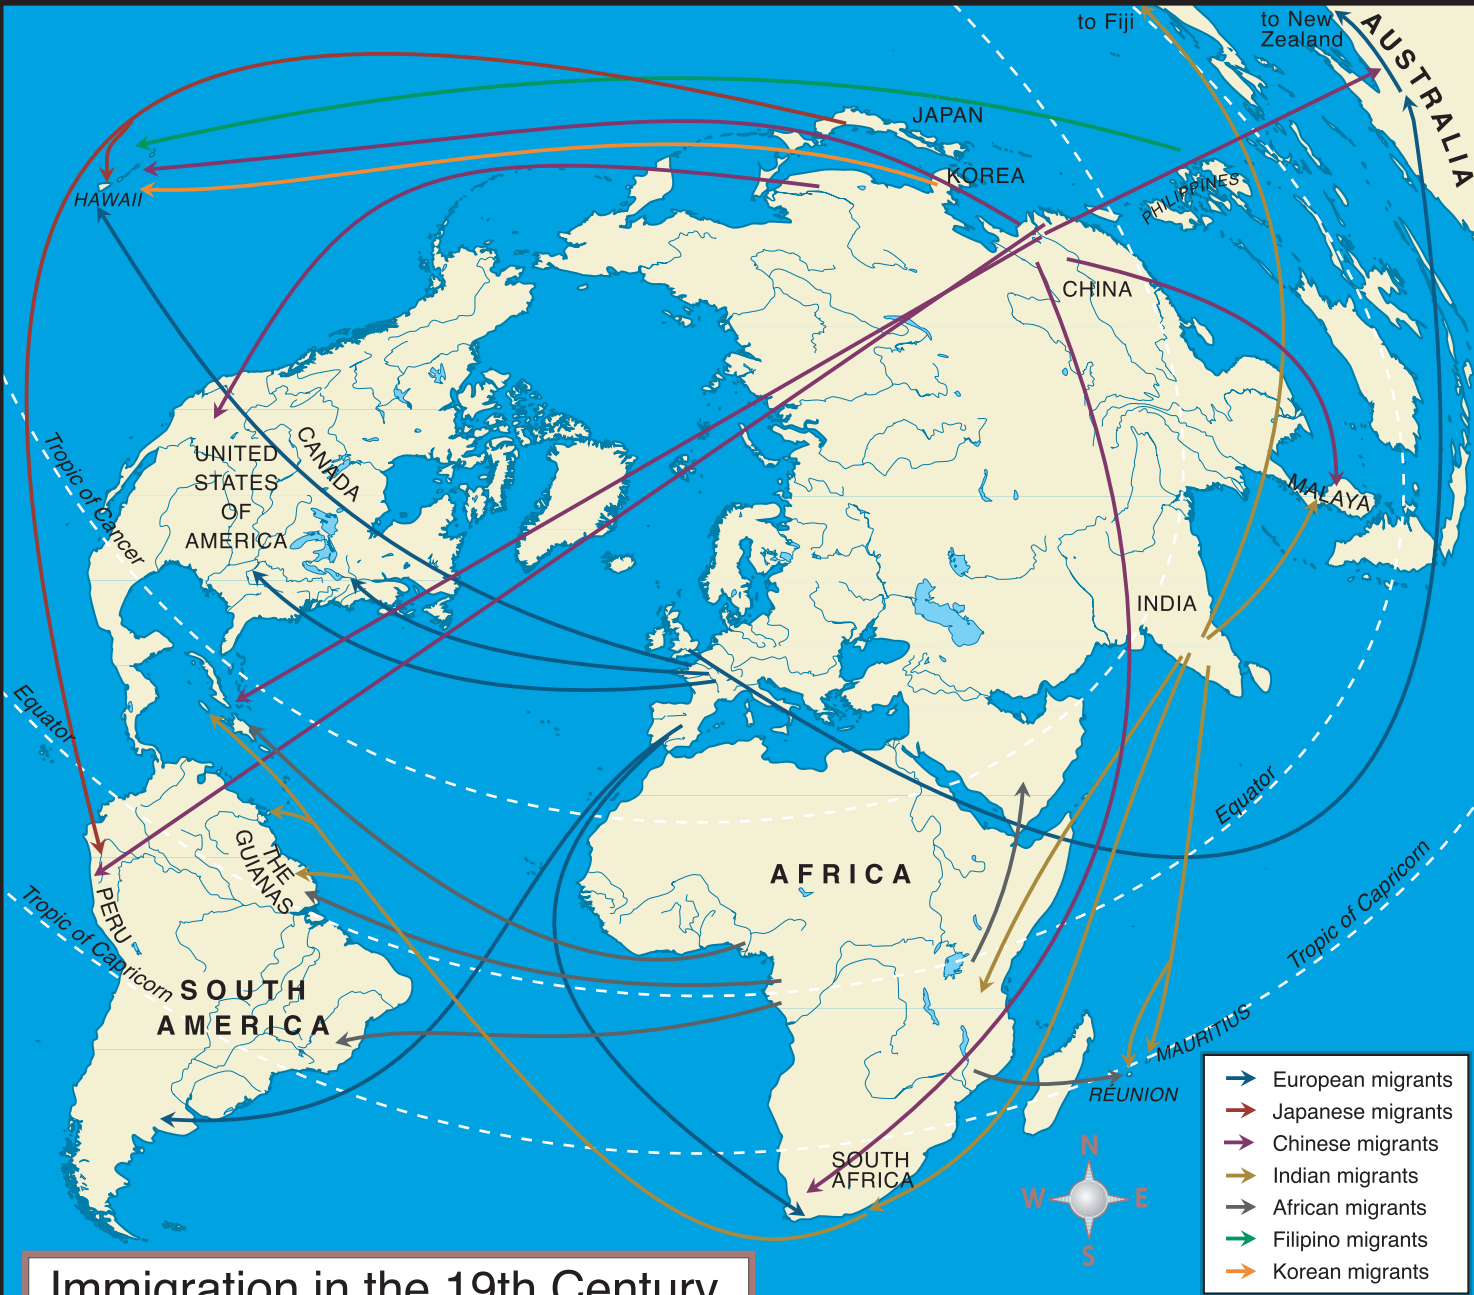 to Fiji
to New
Zealand
AUSTRALIA
JAPAN
KOREA
PHILIPPINES
HAWAII
CHINA
UNITED
STATES
OF
AMERICA
CANADA
Tropic of Cancer
MALAYA
INDIA
Equator
Equator
AFRICA
THE
GUIANAS
PERU
Tropic of Capricorn
Tropic of Capricorn
SOUTH
AMERICA
MAURITIUS
RÉUNION
SOUTH
AFRICA
N
W
E
S
European migrants
Japanese migrants
Chinese migrants
Indian migrants
African migrants
Filipino migrants
Korean migrants
Immigration in the 19th Century